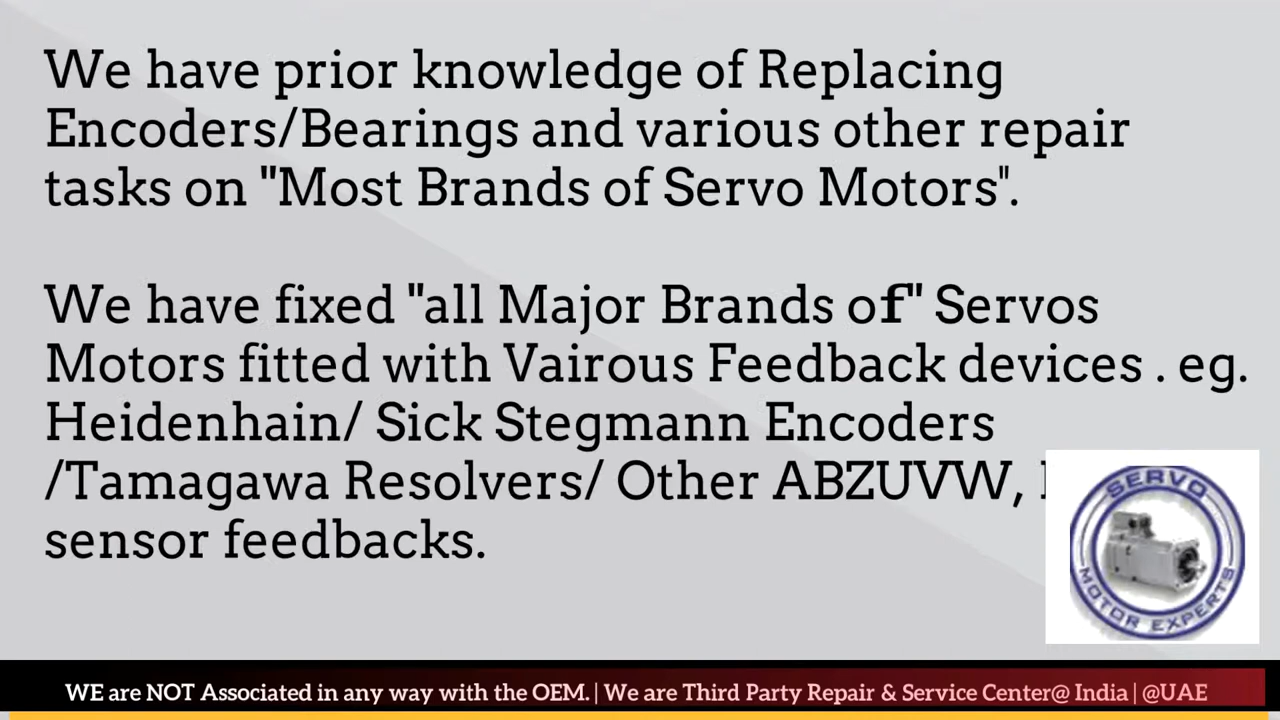 We have prior knowledge of Replacing
Encoders/Bearings and various other repair
tasks on "Most Brands of Servo Motors".
We have fixed "all Major Brands of" Servos
Motors fitted with Vairous Feedback devices . eg.
Heidenhain/ Sick Stegmann Encoders
/Tamagawa Resolvers/ Other ABZUVW,
sensor feedbacks.
SERVO
MOTOR EXPERTS
WE are NOT Associated in any way with the OEM. | We are Third Party Repair & Service Center@ India | @UAE